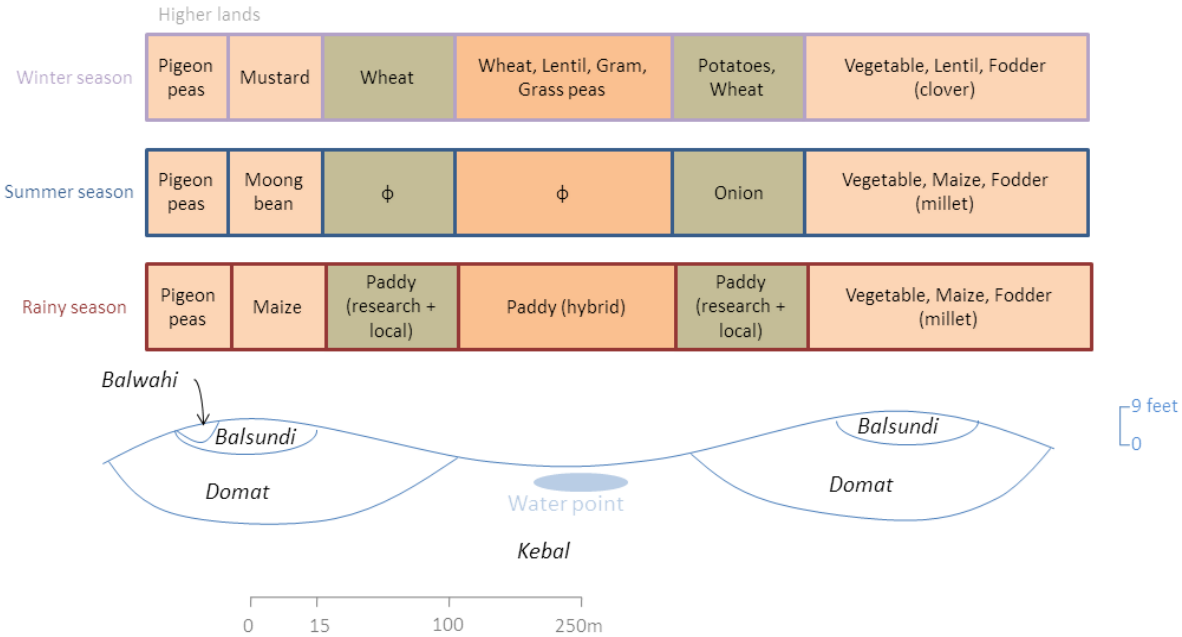 Higher lands
Winter season
Pigeon
peas
Mustard
Wheat
Wheat, Lentil, Gram,
Grass peas
Potatoes,
Wheat
Vegetable, Lentil, Fodder
(clover)
Summer season
Pigeon
peas
Moong
bean
ф
ф
Onion
Vegetable, Maize, Fodder
(millet)
Rainy season
Pigeon
peas
Maize
Paddy
(research +
local)
Paddy (hybrid)
Paddy
(research +
local)
Vegetable, Maize, Fodder
(millet)
Balwahi
Balsundi
Balsundi
9 feet
0
Domat
Domat
Water point
Kebal
0 15 100 250m